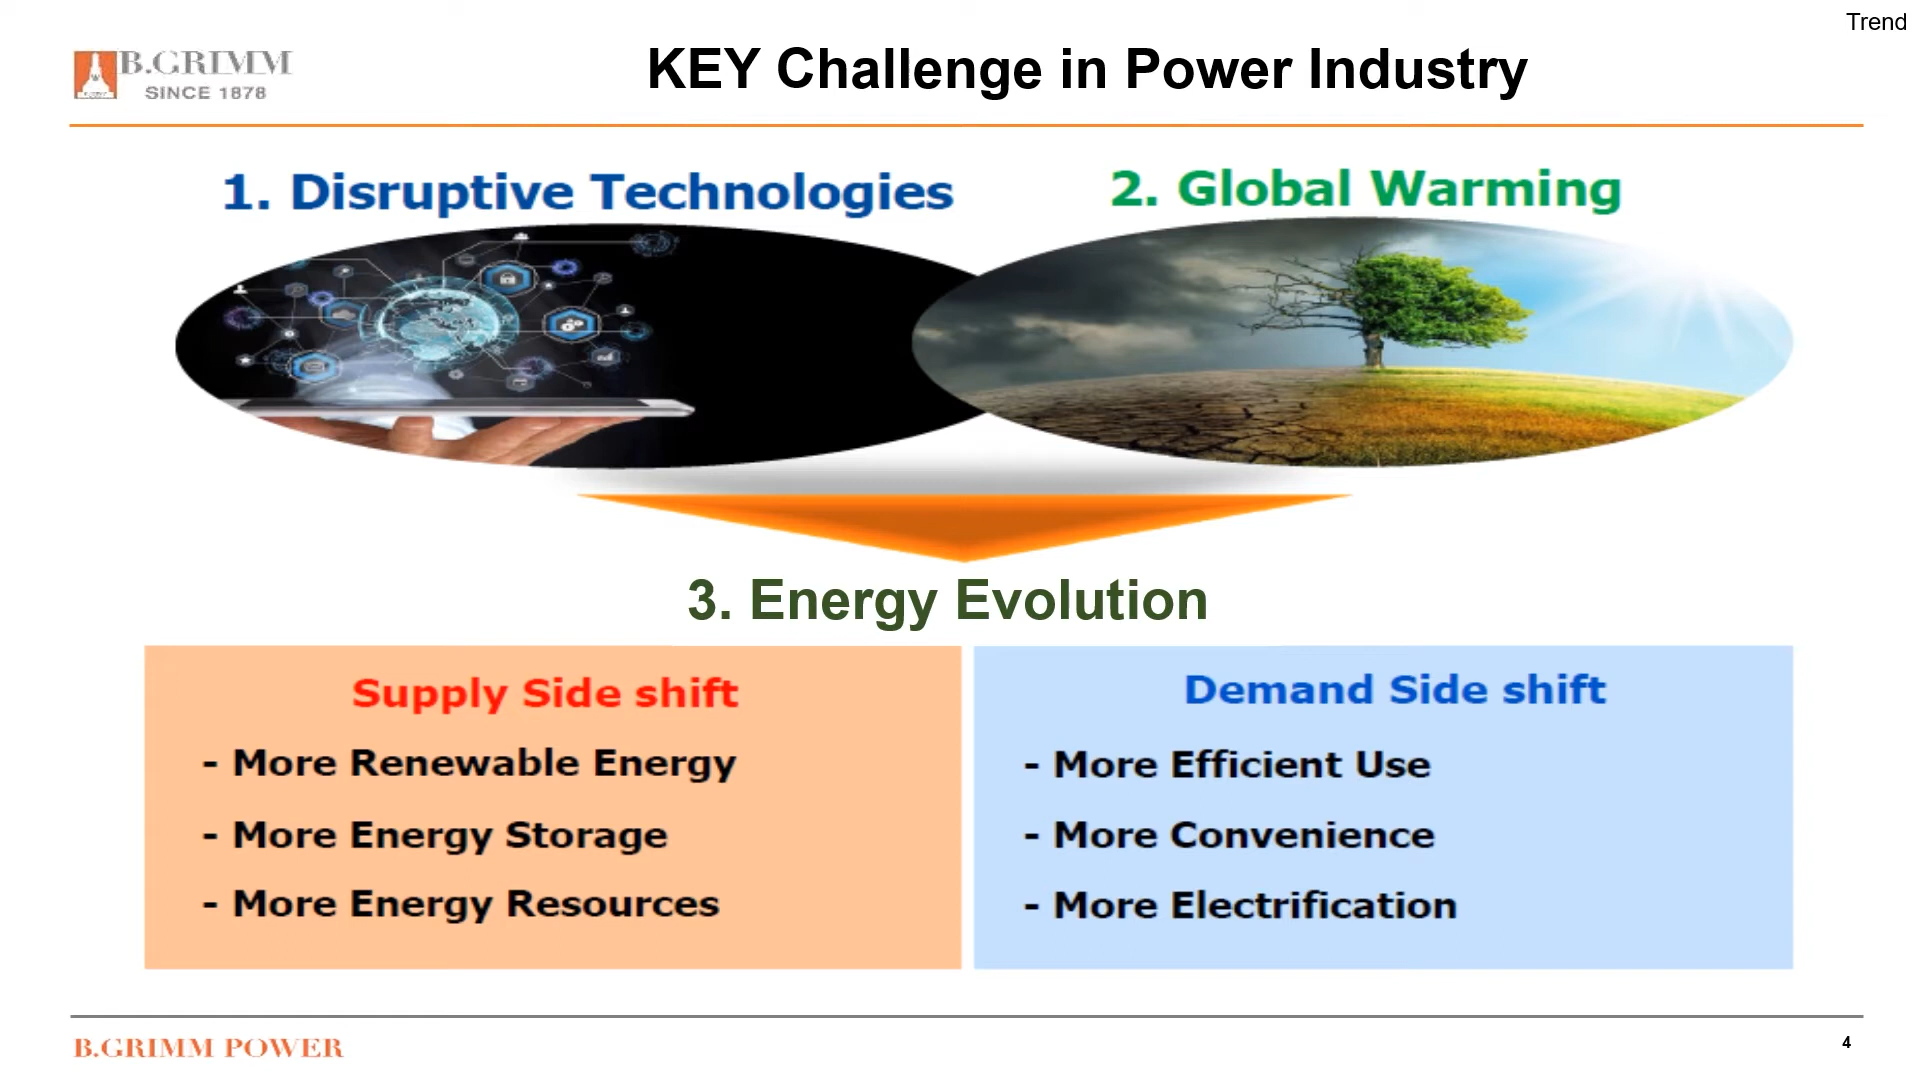 Trend
B.GRIMM
SINCE 1878
KEY Challenge in Power Industry
1. Disruptive Technologies
2. Global Warming
3. Energy Evolution
Supply Side shift
- More Renewable Energy
- More Energy Storage
- More Energy Resources
Demand Side shift
- More Efficient Use
- More Convenience
- More Electrification
B.GRIMM POWER
4